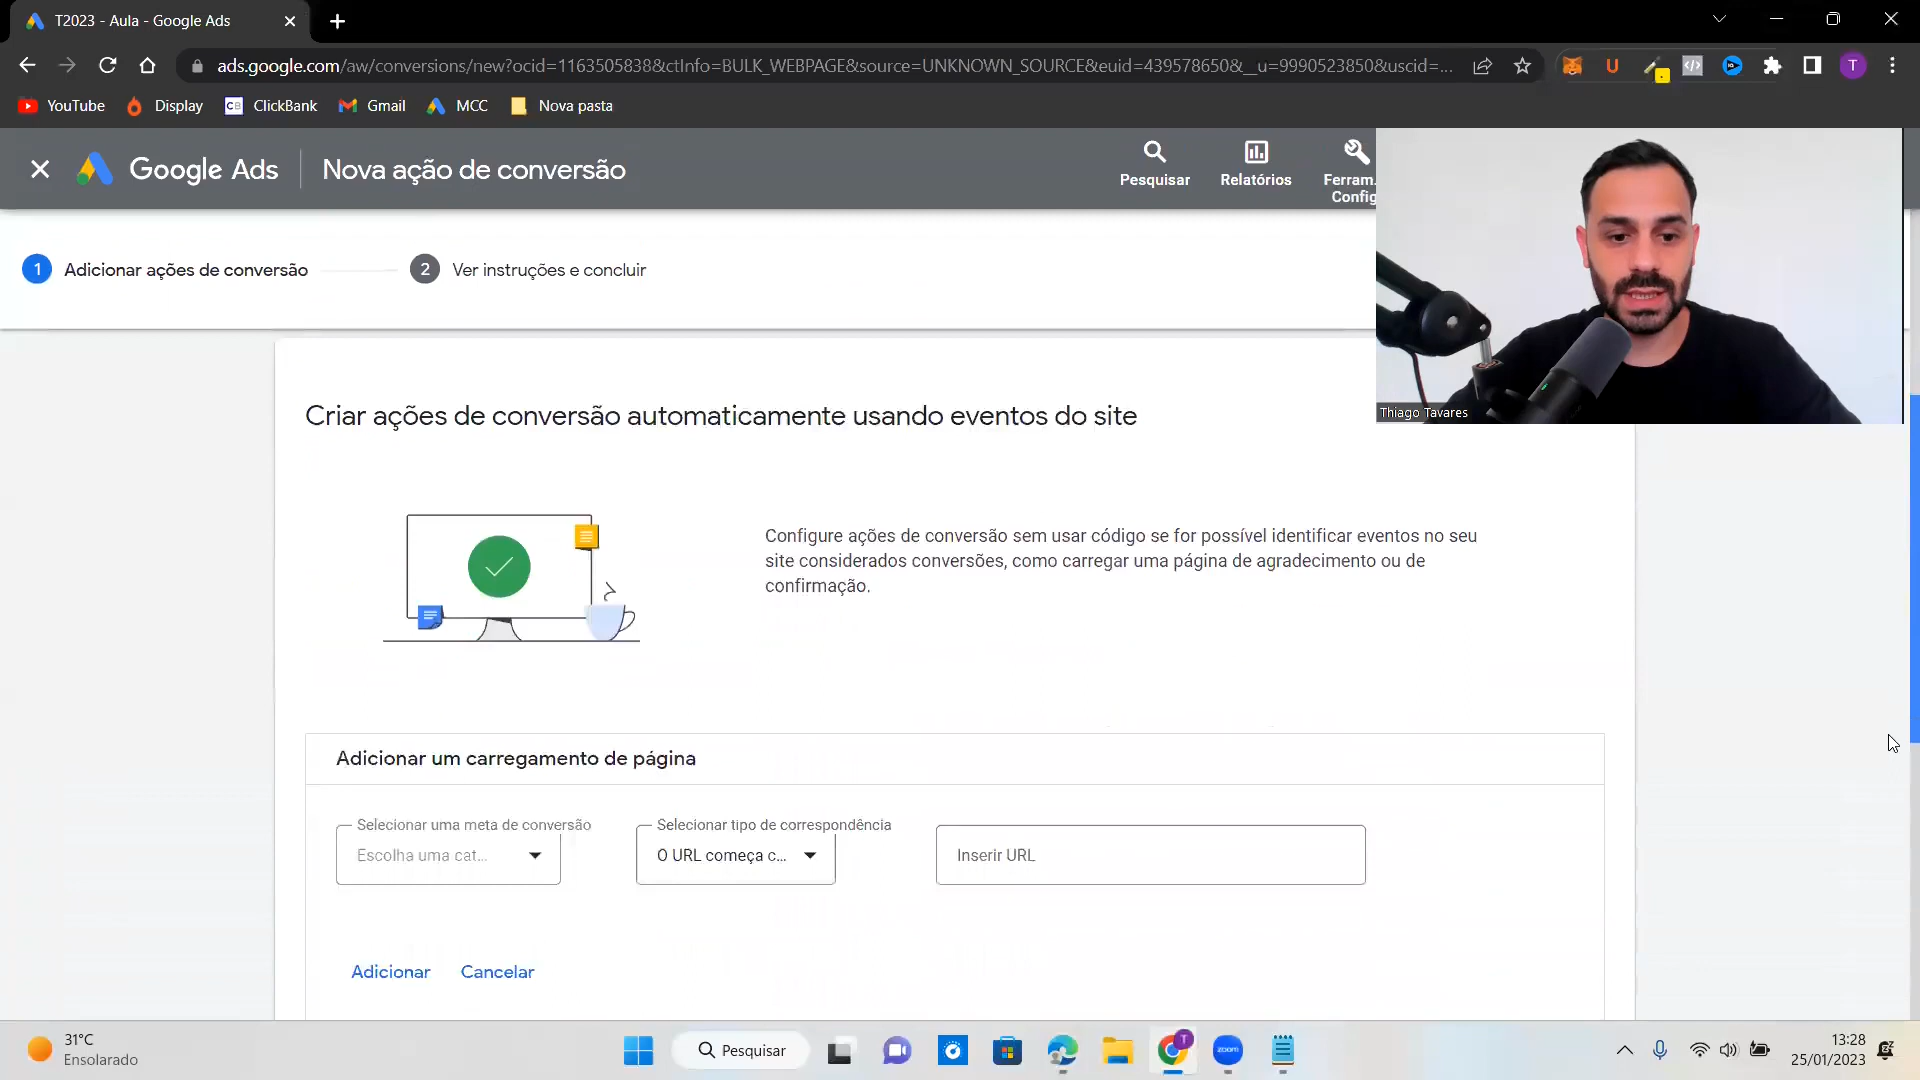 T2023 - Aula - Google Ads
ads.google.com/aw/conversions/new?ocid=1163505838&ctInfo=BULK_WEBPAGE&source=UNKNOWN_SOURCE&euid=439578650&__u=9990523850&uscid=...
YouTube
Display
CB
ClickBank
Gmail
MCC
Nova pasta
U
T
Google Ads
Nova ação de conversão
Pesquisar
Relatórios
Ferram.
Config
1 Adicionar ações de conversão
2 Ver instruções e concluir
Thiago Tavares
Criar ações de conversão automaticamente usando eventos do site
Configure ações de conversão sem usar código se for possível identificar eventos no seu
site considerados conversões, como carregar uma página de agradecimento ou de
confirmação.
Adicionar um carregamento de página
Selecionar uma meta de conversão
Escolha uma cat...
Selecionar tipo de correspondência
O URL começa c...
Inserir URL
Adicionar
Cancelar
31°C
Ensolarado
Pesquisar
T
zoom
13:28
25/01/2023